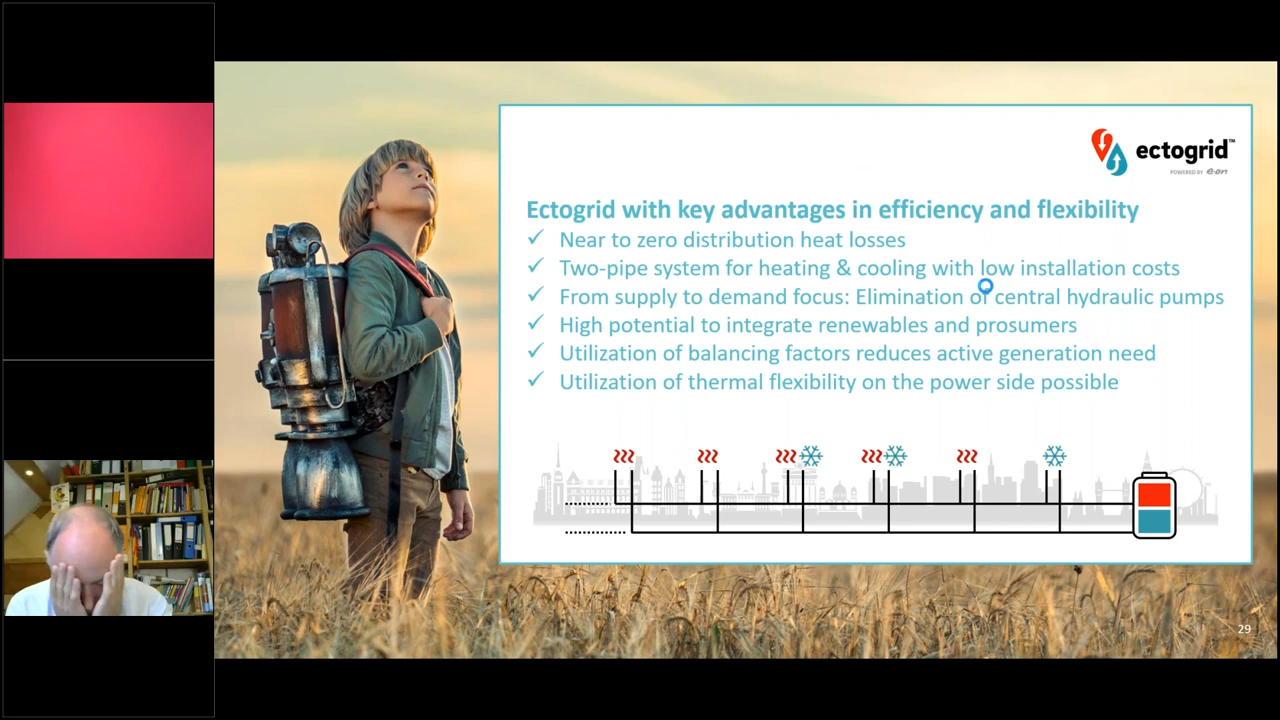 ectogrid™
POWERED BY e·on
Ectogrid with key advantages in efficiency and flexibility
✓ Near to zero distribution heat losses
✓ Two-pipe system for heating & cooling with low installation costs
✓ From supply to demand focus: Elimination of central hydraulic pumps
✓ High potential to integrate renewables and prosumers
✓ Utilization of balancing factors reduces active generation need
✓ Utilization of thermal flexibility on the power side possible
29